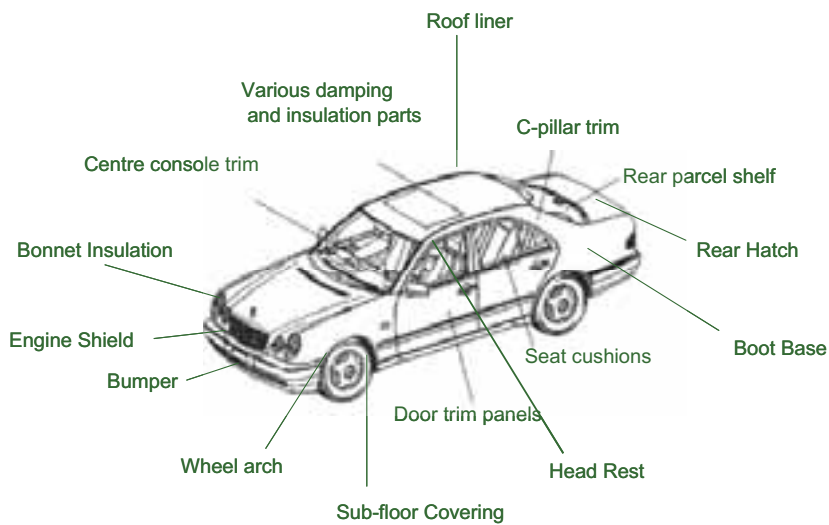 Roof liner
Various damping
and insulation parts
C-pillar trim
Centre console trim
Rear parcel shelf
Bonnet Insulation
Rear Hatch
Engine Shield
Boot Base
Seat cushions
Bumper
Door trim panels
Wheel arch
Head Rest
Sub-floor Covering